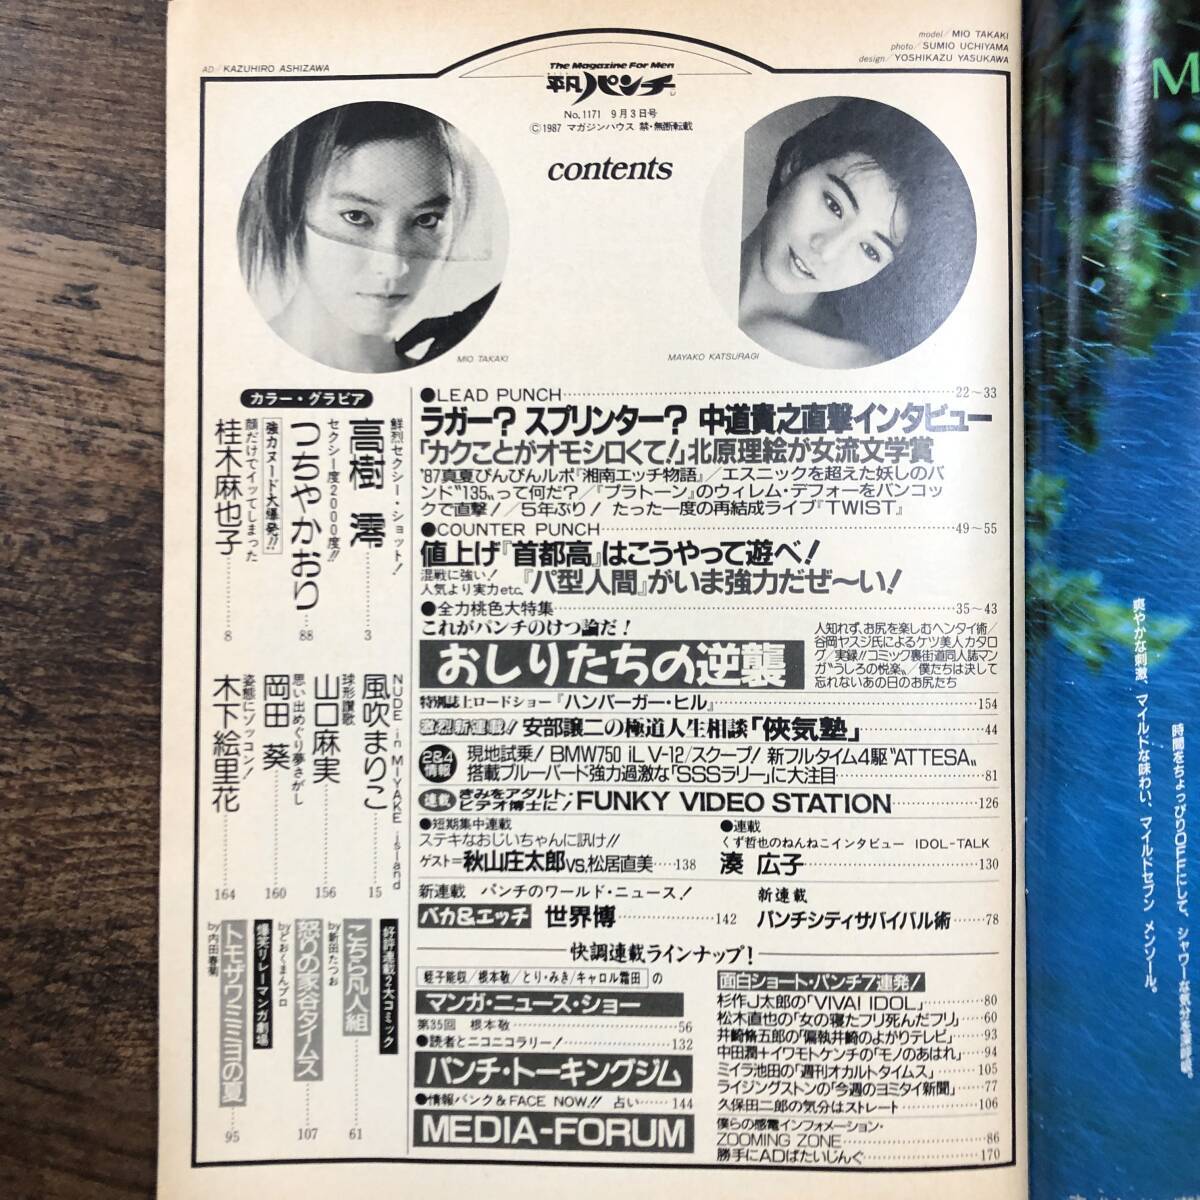 model／MIO TAKAKI
photo／SUMIO UCHIYAMA
design／YOSHIKAZU YASUKAWA
AD／KAZUHIRO ASHIZAWA
The Magazine For Men
平凡パンチ
No.1171 9月3日号
©1987 マガジンハウス 禁・無断転載
contents
MIO TAKAKI
MAYAKO KATSURAGI
カラー・グラビア
鮮烈セクシー・ショット!
高樹 澪……3
セクシー度2000度!!
つちやかおり……88
強力ヌード大爆発!!
顔だけでイッてしまった
桂木麻也子……8
NUDE in MIYAKE island
風吹まりこ……15
球形讃歌
山口麻実……156
思い出めぐり夢さがし
岡田 葵……160
姿態にゾッコン!
木下絵里花……164
好評連載2大コミック
こちら凡人組
by新田たつお……61
怒りの家谷タイムス
byどおくまんプロ……107
爆笑リレーマンガ劇場
トモザワミミヨの夏
by内田春菊……95
●LEAD PUNCH……22〜33
ラガー? スプリンター? 中道貴之直撃インタビュー
「カクことがオモシロくて!」北原理絵が女流文学賞
'87真夏びんびんルポ『湘南エッチ物語』／エスニックを超えた妖しのバ
ンド“135„って何だ?／『プラトーン』のウィレム・デフォーをバンコッ
クで直撃!／5年ぶり! たった一度の再結成ライブ『TWIST』
●COUNTER PUNCH……49〜55
値上げ『首都高』はこうやって遊べ!
混戦に強い!
人気より実力etc.『パ型人間』がいま強力だぜ〜い!
●全力桃色大特集……35〜43
これがパンチのけつ論だ!
おしりたちの逆襲
人知れず、お尻を楽しむヘンタイ術／
谷岡ヤスジ氏によるケツ美人カタロ
グ／実録!!コミック裏街道同人誌マン
ガ“うしろの悦楽„／僕たちは決して
忘れないあの日のお尻たち
特別誌上ロードショー『ハンバーガー・ヒル』……154
激烈新連載!! 安部譲二の極道人生相談「俠気塾」……44
2&4情報 現地試乗! BMW750 iL V-12／スクープ! 新フルタイム4駆“ATTESA„
搭載ブルーバード強力過激な「SSSラリー」に大注目……81
連載 きみをアダルト・ビデオ博士に! FUNKY VIDEO STATION……126
●短期集中連載
ステキなおじいちゃんに訊け!!
ゲスト=秋山庄太郎VS.松居直美……138
●連載
くず哲也のねんねこインタビュー IDOL-TALK
湊 広子……130
新連載 パンチのワールド・ニュース!
バカ&エッチ 世界博……142
新連載
パンチシティサバイバル術……78
快調連載ラインナップ!
蛭子能収／根本敬／とり・みき／キャロル霜田の
マンガ・ニュース・ショー
第35回 根本敬……56
●読者とニコニコラリー!……132
パンチ・トーキングジム
●情報バンク&FACE NOW!! 占い……144
MEDIA-FORUM
面白ショート・パンチ7連発!
杉作J太郎の「VIVA! IDOL」……80
松木直也の「女の寝たフリ死んだフリ」……60
井崎脩五郎の「偏執井崎のよがりテレビ」……93
中田潤+イワモトケンチの「モノのあはれ」……94
ミイラ池田の「週刊オカルトタイムス」……105
ライジングストンの「今週のヨミタイ新聞」……77
久保田二郎の気分はストレート……106
僕らの感電インフォメーション・
ZOOMING ZONE……86
勝手にADばたいじんぐ……170
M
爽やかな刺激、マイルドな味わい、マイルドセブン メンソール。
時間をちょっぴりOFFにして、シャワーな気分を深呼吸。